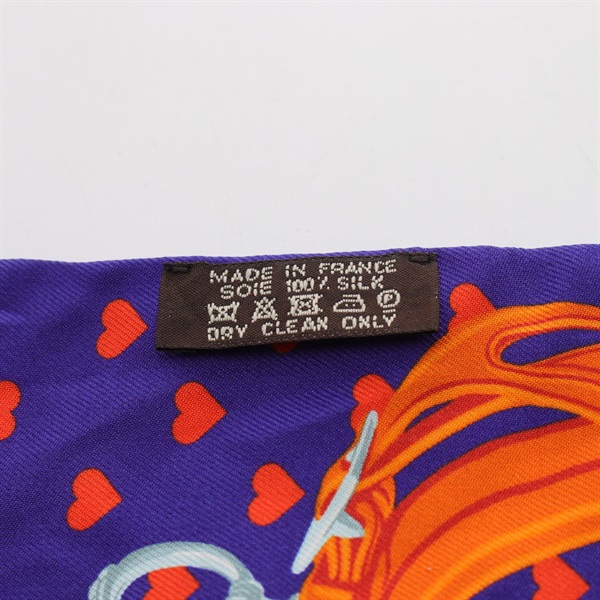 MADE IN FRANCE
SOIE 100% SILK
P
DRY CLEAN ONLY